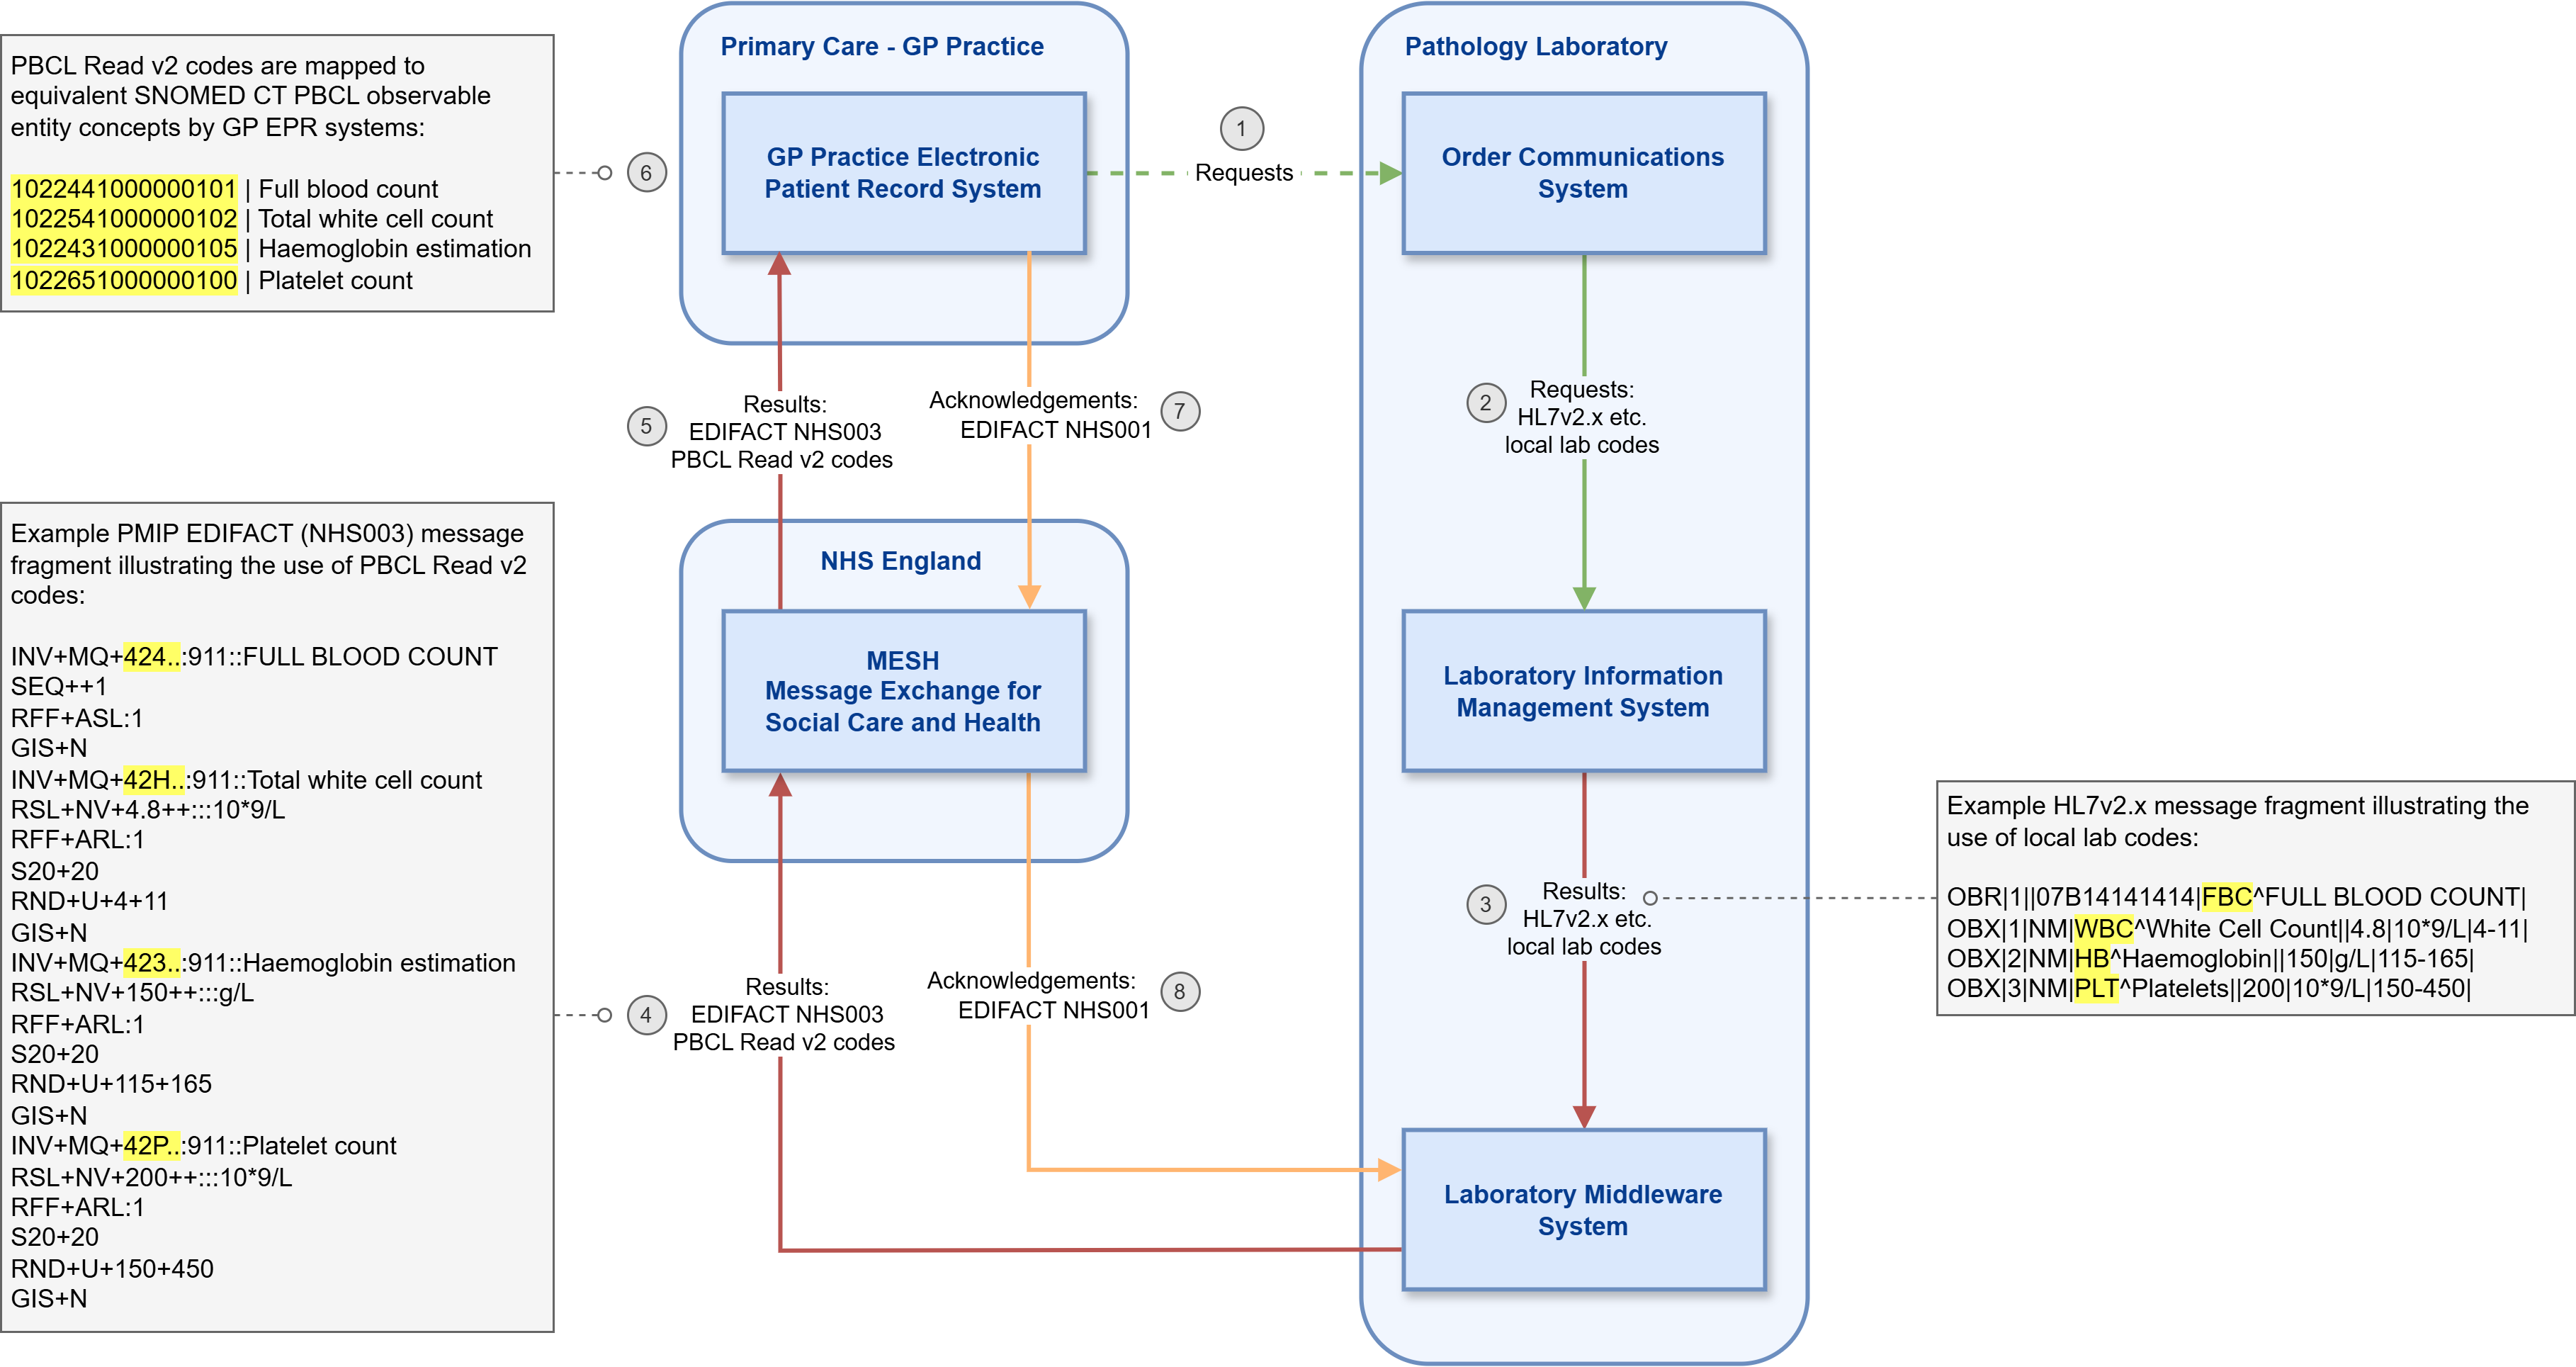 PBCL Read v2 codes are mapped to
equivalent SNOMED CT PBCL observable
entity concepts by GP EPR systems:
1022441000000101 | Full blood count
1022541000000102 | Total white cell count
1022431000000105 | Haemoglobin estimation
1022651000000100 | Platelet count
6
Primary Care - GP Practice
GP Practice Electronic
Patient Record System
1
Requests
Pathology Laboratory
Order Communications
System
5
Results:
EDIFACT NHS003
PBCL Read v2 codes
Acknowledgements:
EDIFACT NHS001
7
2
Requests:
HL7v2.x etc.
local lab codes
Example PMIP EDIFACT (NHS003) message
fragment illustrating the use of PBCL Read v2
codes:
INV+MQ+424..:911::FULL BLOOD COUNT
SEQ++1
RFF+ASL:1
GIS+N
INV+MQ+42H..:911::Total white cell count
RSL+NV+4.8++:::10*9/L
RFF+ARL:1
S20+20
RND+U+4+11
GIS+N
INV+MQ+423..:911::Haemoglobin estimation
RSL+NV+150++:::g/L
RFF+ARL:1
S20+20
RND+U+115+165
GIS+N
INV+MQ+42P..:911::Platelet count
RSL+NV+200++:::10*9/L
RFF+ARL:1
S20+20
RND+U+150+450
GIS+N
4
NHS England
MESH
Message Exchange for
Social Care and Health
Results:
EDIFACT NHS003
PBCL Read v2 codes
Acknowledgements:
EDIFACT NHS001
8
Laboratory Information
Management System
3
Results:
HL7v2.x etc.
local lab codes
Laboratory Middleware
System
Example HL7v2.x message fragment illustrating the
use of local lab codes:
OBR|1||07B14141414|FBC^FULL BLOOD COUNT|
OBX|1|NM|WBC^White Cell Count||4.8|10*9/L|4-11|
OBX|2|NM|HB^Haemoglobin||150|g/L|115-165|
OBX|3|NM|PLT^Platelets||200|10*9/L|150-450|